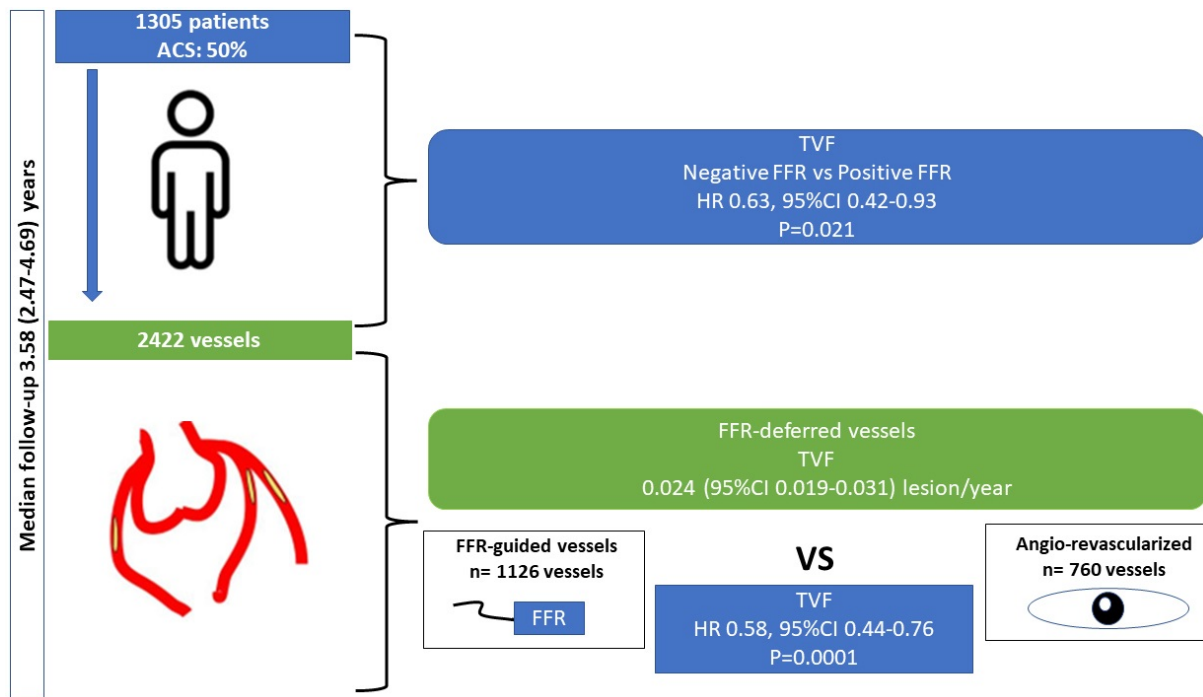 Median follow-up 3.58 (2.47-4.69) years
1305 patients
ACS: 50%
TVF
Negative FFR vs Positive FFR
HR 0.63, 95%CI 0.42-0.93
P=0.021
2422 vessels
FFR-deferred vessels
TVF
0.024 (95%CI 0.019-0.031) lesion/year
FFR-guided vessels
n= 1126 vessels
FFR
VS
TVF
HR 0.58, 95%CI 0.44-0.76
P=0.0001
Angio-revascularized
n= 760 vessels